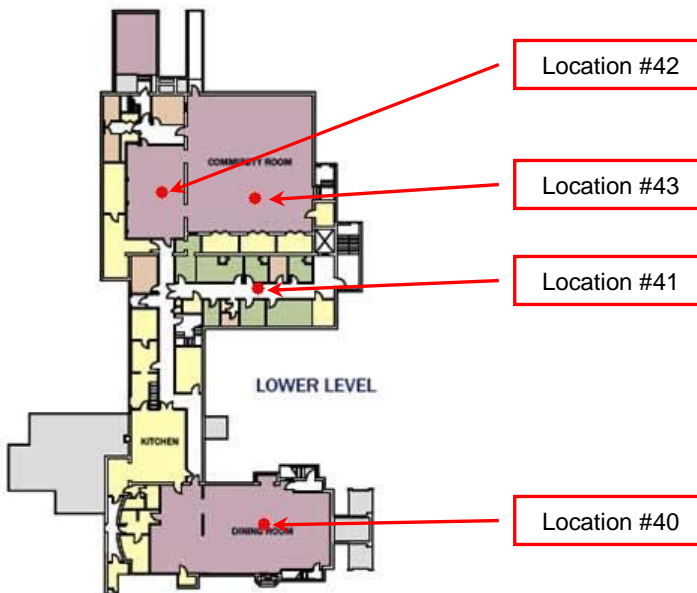 Location #42
COMMUNITY ROOM
Location #43
Location #41
LOWER LEVEL
KITCHEN
Location #40
DINING ROOM